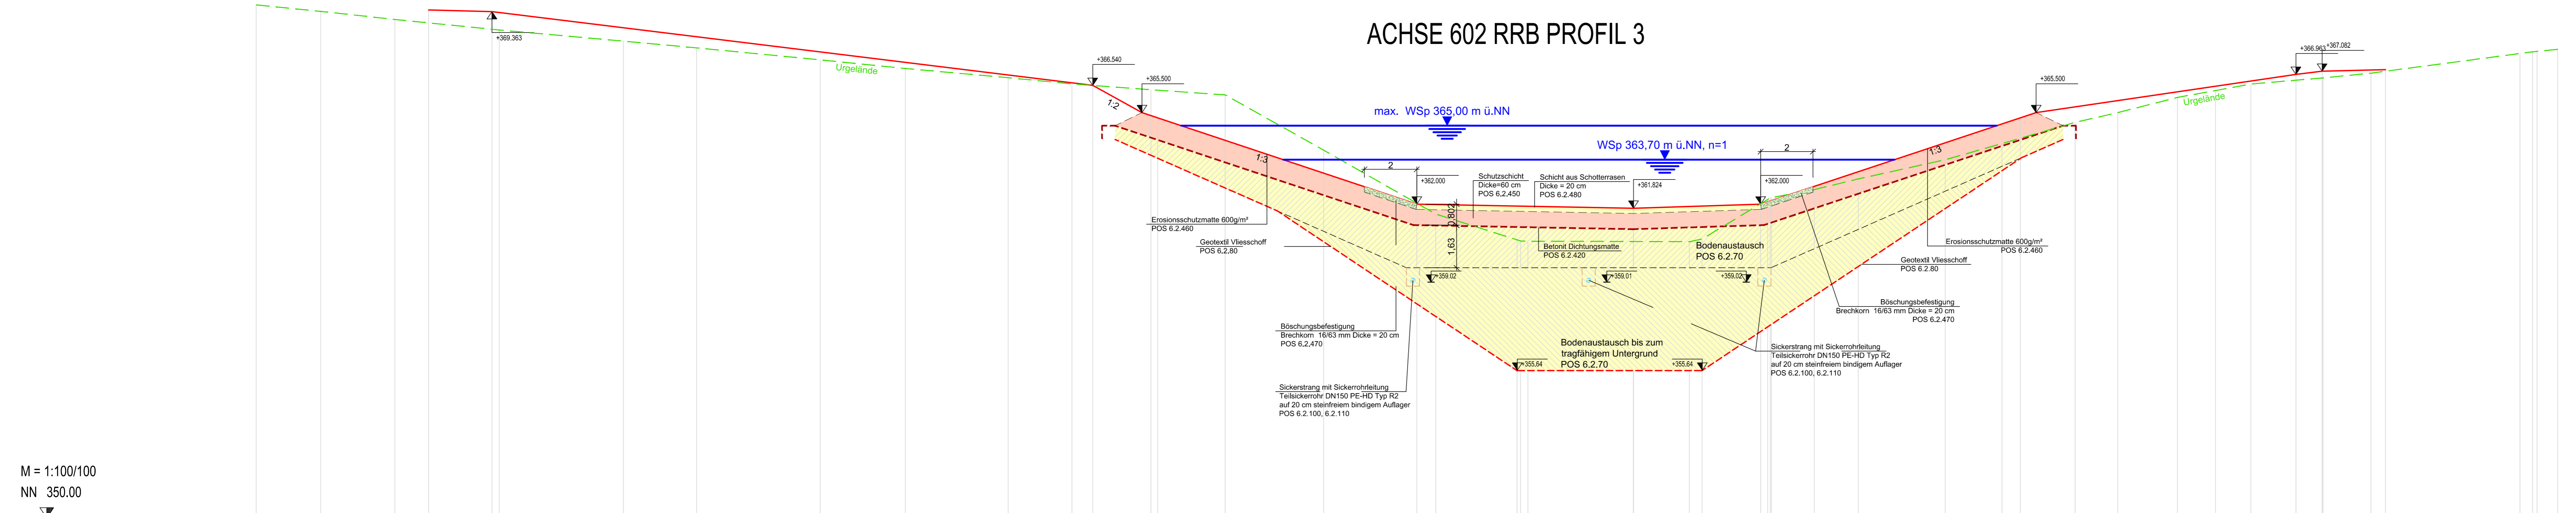 ACHSE 602 RRB PROFIL 3
+369.363
Urgelände
+366.540
+365.500
1:2
max. WSp 365,00 m ü.NN
WSp 363,70 m ü.NN, n=1
+365.500
+366.963
+367.082
Urgelände
1:3
2
+362,000
Schutzschicht
Dicke=60 cm
POS 6.2.450
Schicht aus Schotterrasen
Dicke = 20 cm
POS 6.2.480
+361,824
2
+362,000
1:3
0,802
1,63
Erosionsschutzmatte 600g/m²
POS 6.2.460
Geotextil Vliesschoff
POS 6.2.80
Betonit Dichtungsmatte
POS 6.2.420
Bodenaustausch
POS 6.2.70
Erosionsschutzmatte 600g/m²
POS 6.2.460
Geotextil Vliesschoff
POS 6.2.80
+359,02
+359,01
+359,02
Böschungsbefestigung
Brechkorn 16/63 mm Dicke = 20 cm
POS 6.2.470
Böschungsbefestigung
Brechkorn 16/63 mm Dicke = 20 cm
POS 6.2.470
Bodenaustausch bis zum
tragfähigem Untergrund
POS 6.2.70
+355,64
+355,64
Sickerstrang mit Sickerrohrleitung
Teilsickerrohr DN150 PE-HD Typ R2
auf 20 cm steinfreiem bindigem Auflager
POS 6.2.100, 6.2.110
Sickerstrang mit Sickerrohrleitung
Teilsickerrohr DN150 PE-HD Typ R2
auf 20 cm steinfreiem bindigem Auflager
POS 6.2.100, 6.2.110
M = 1:100/100
NN 350.00